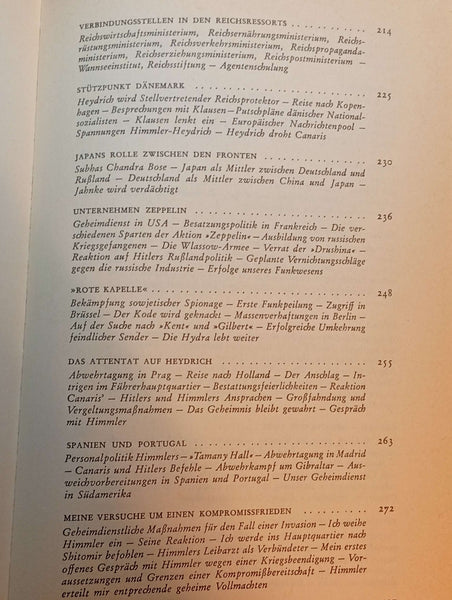 VERBINDUNGSSTELLEN IN DEN REICHSRESSORTS . . . . . . . . . . . . 214
Reichswirtschaftsministerium, Reichsernährungsministerium, Reichs-
rüstungsministerium, Reichsverkehrsministerium, Reichspropaganda-
ministerium, Reichserziehungsministerium, Reichspostministerium –
Wannseeinstitut, Reichsstiftung – Agentenschulung
STÜTZPUNKT DÄNEMARK . . . . . . . . . . . . . . . . . . . . . 225
Heydrich wird Stellvertretender Reichsprotektor – Reise nach Kopen-
hagen – Besprechungen mit Klausen – Putschpläne dänischer National-
sozialisten – Klausen lenkt ein – Europäischer Nachrichtenpool –
Spannungen Himmler-Heydrich – Heydrich droht Canaris
JAPANS ROLLE ZWISCHEN DEN FRONTEN . . . . . . . . . . . . . . 230
Subhas Chandra Bose – Japan als Mittler zwischen Deutschland und
Rußland – Deutschland als Mittler zwischen China und Japan –
Jahnke wird verdächtigt
UNTERNEHMEN ZEPPELIN . . . . . . . . . . . . . . . . . . . . . 236
Geheimdienst in USA – Besatzungspolitik in Frankreich – Die ver-
schiedenen Sparten der Aktion »Zeppelin« – Ausbildung von russischen
Kriegsgefangenen – Die Wlassow-Armee – Verrat der »Drushina« –
Reaktion auf Hitlers Rußlandpolitik – Geplante Vernichtungsschläge
gegen die russische Industrie – Erfolge unseres Funkwesens
»ROTE KAPELLE« . . . . . . . . . . . . . . . . . . . . . . . . 248
Bekämpfung sowjetischer Spionage – Erste Funkpeilung – Zugriff in
Brüssel – Der Kode wird geknackt – Massenverhaftungen in Berlin –
Auf der Suche nach »Kent« und »Gilbert« – Erfolgreiche Umkehrung
feindlicher Sender – Die Hydra lebt weiter
DAS ATTENTAT AUF HEYDRICH . . . . . . . . . . . . . . . . . . 255
Abwehrtagung in Prag – Reise nach Holland – Der Anschlag – In-
trigen im Führerhauptquartier – Bestattungsfeierlichkeiten – Reaktion
Canaris' – Hitlers und Himmlers Ansprachen – Großfahndung und
Vergeltungsmaßnahmen – Das Geheimnis bleibt gewahrt – Gespräch
mit Himmler
SPANIEN UND PORTUGAL . . . . . . . . . . . . . . . . . . . . . 263
Personalpolitik Himmlers – »Tamany Hall« – Abwehrtagung in Madrid
– Canaris und Hitlers Befehle – Abwehrkampf um Gibraltar – Aus-
weichvorbereitungen in Spanien und Portugal – Unser Geheimdienst
in Südamerika
MEINE VERSUCHE UM EINEN KOMPROMISSFRIEDEN . . . . . . . . . . 272
Geheimdienstliche Maßnahmen für den Fall einer Invasion – Ich weihe
Himmler ein – Seine Reaktion – Ich werde ins Hauptquartier nach
Shitomir befohlen – Himmlers Leibarzt als Verbündeter – Mein erstes
offenes Gespräch mit Himmler wegen einer Kriegsbeendigung – Vor-
aussetzungen und Grenzen einer Kompromißbereitschaft – Himmler
erteilt mir entsprechende geheime Vollmachten